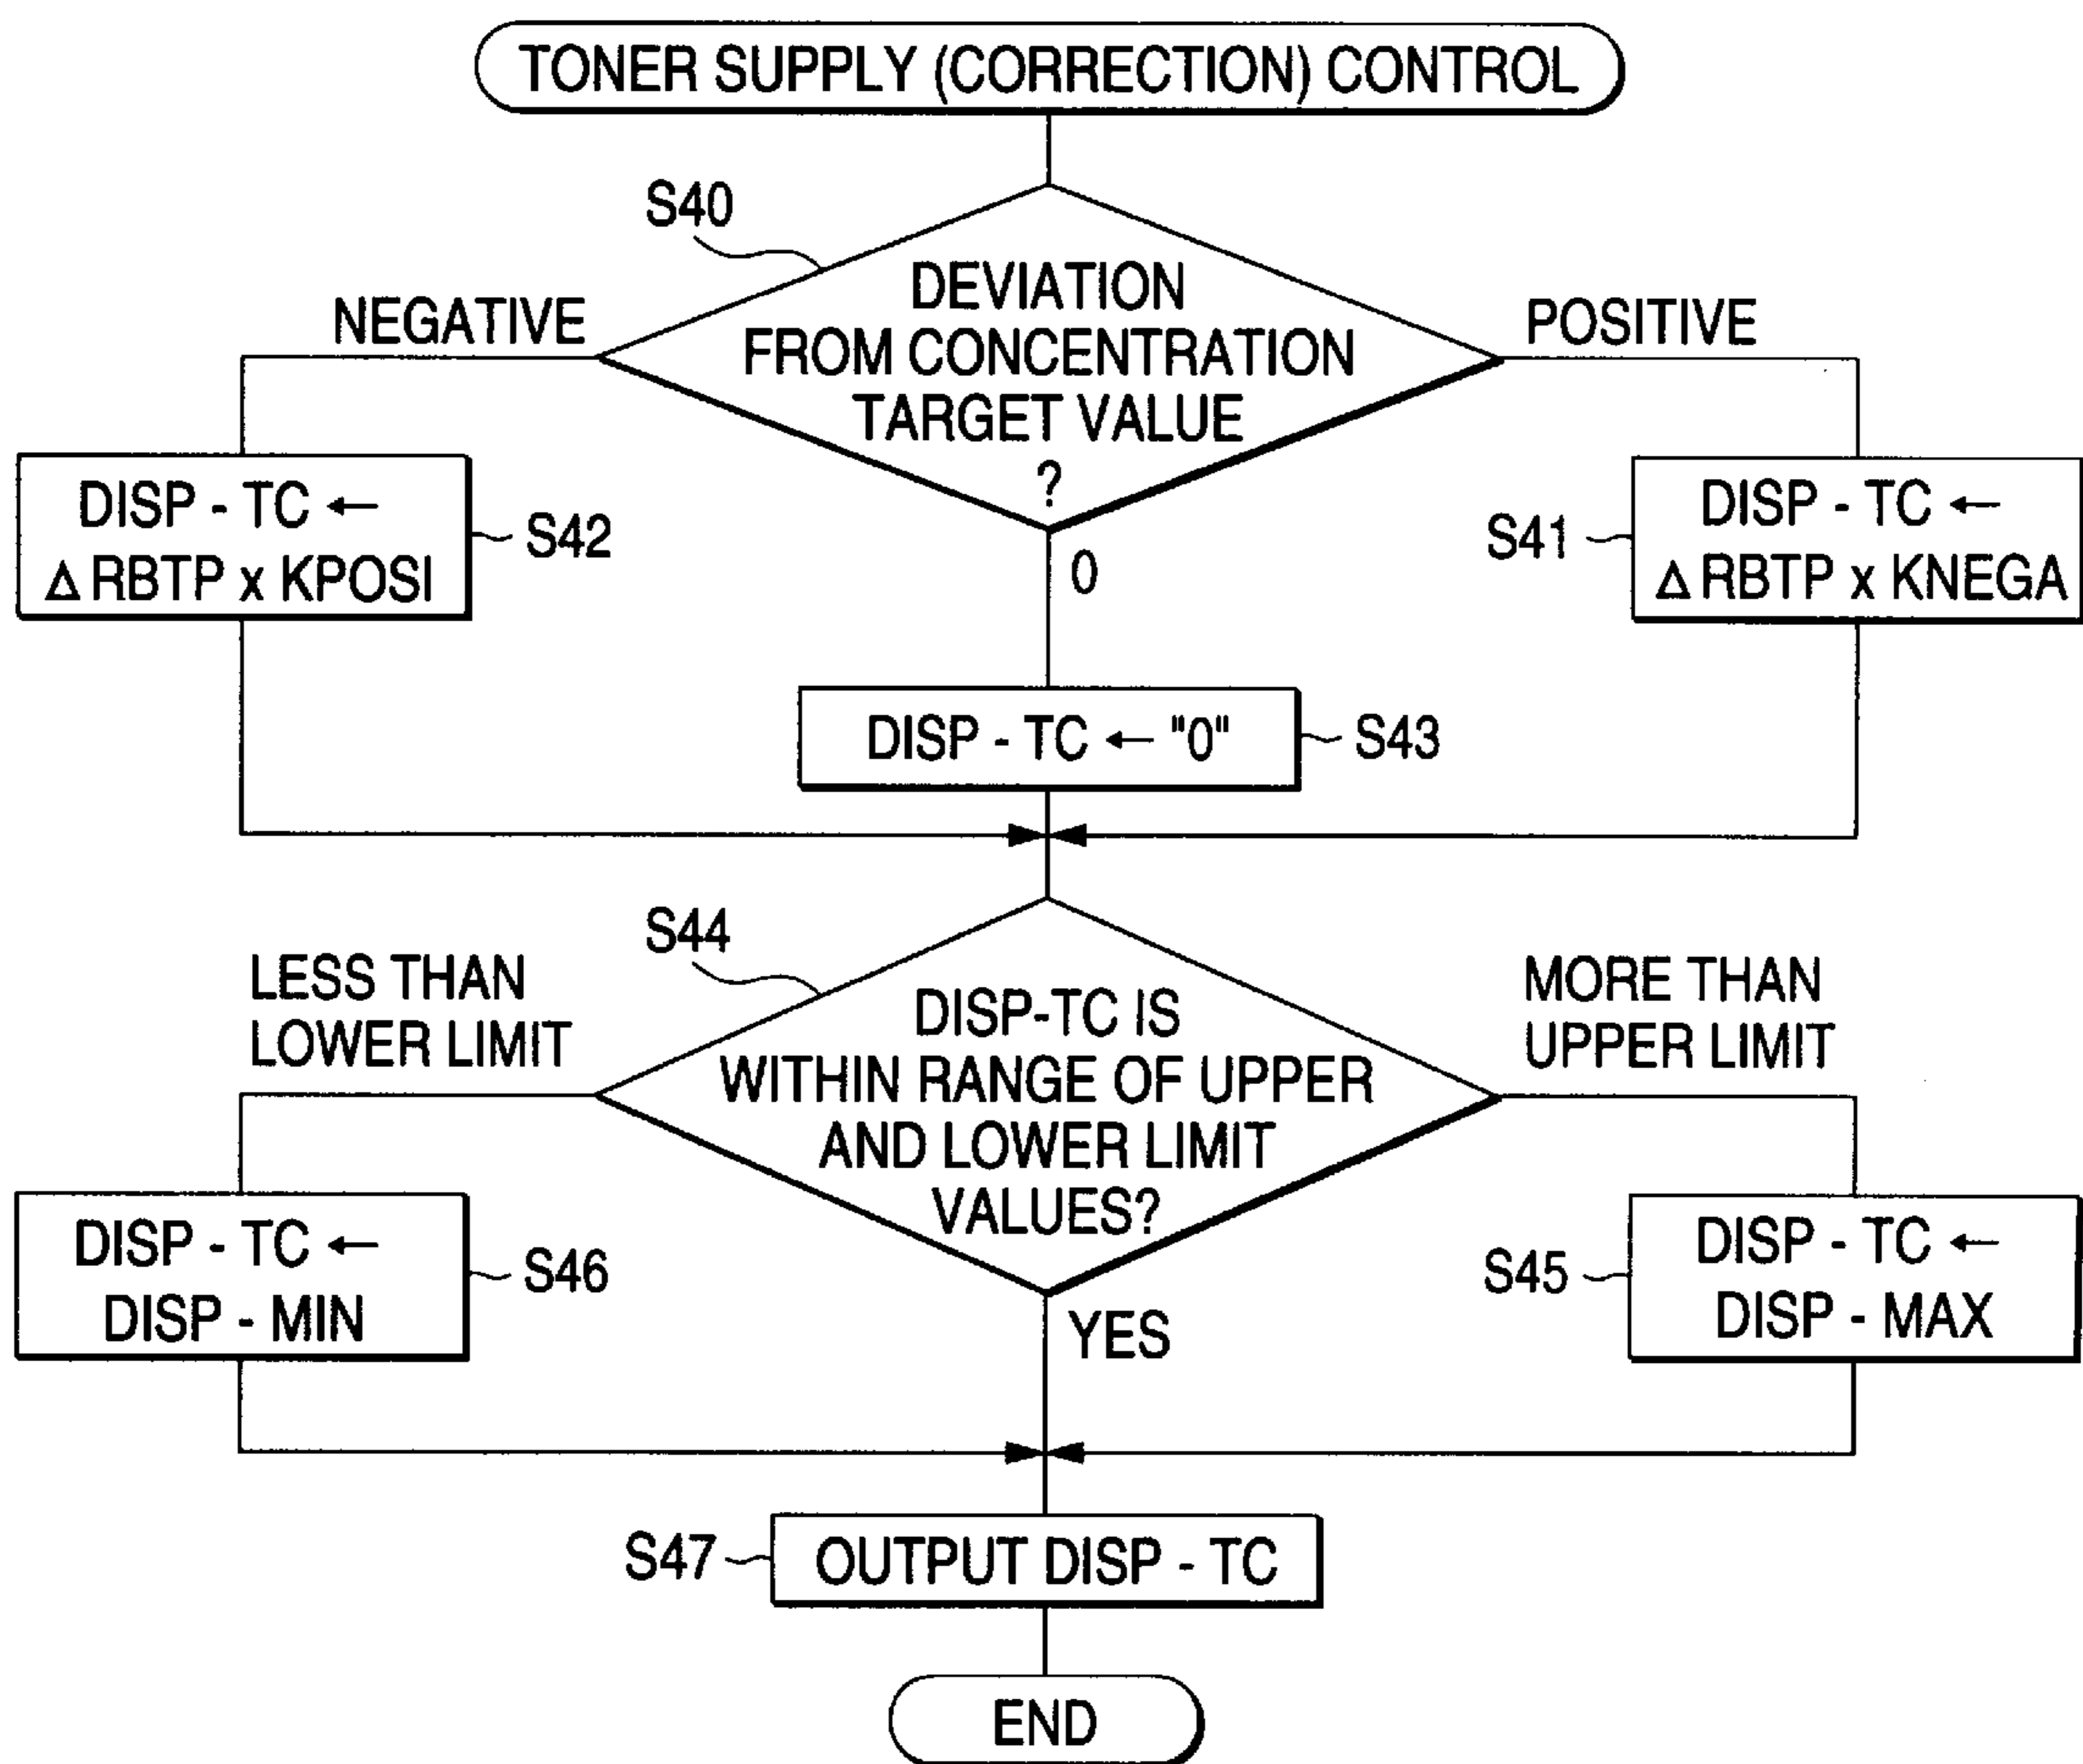 TONER SUPPLY (CORRECTION) CONTROL
S40
DEVIATION
FROM CONCENTRATION
TARGET VALUE
?
NEGATIVE
POSITIVE
0
DISP - TC ←
Δ RBTP x KPOSI
S42
S41
DISP - TC ←
Δ RBTP x KNEGA
DISP - TC ← "0"
S43
S44
DISP-TC IS
WITHIN RANGE OF UPPER
AND LOWER LIMIT
VALUES?
LESS THAN
LOWER LIMIT
MORE THAN
UPPER LIMIT
YES
DISP - TC ←
DISP - MIN
S46
S45
DISP - TC ←
DISP - MAX
S47
OUTPUT DISP - TC
END